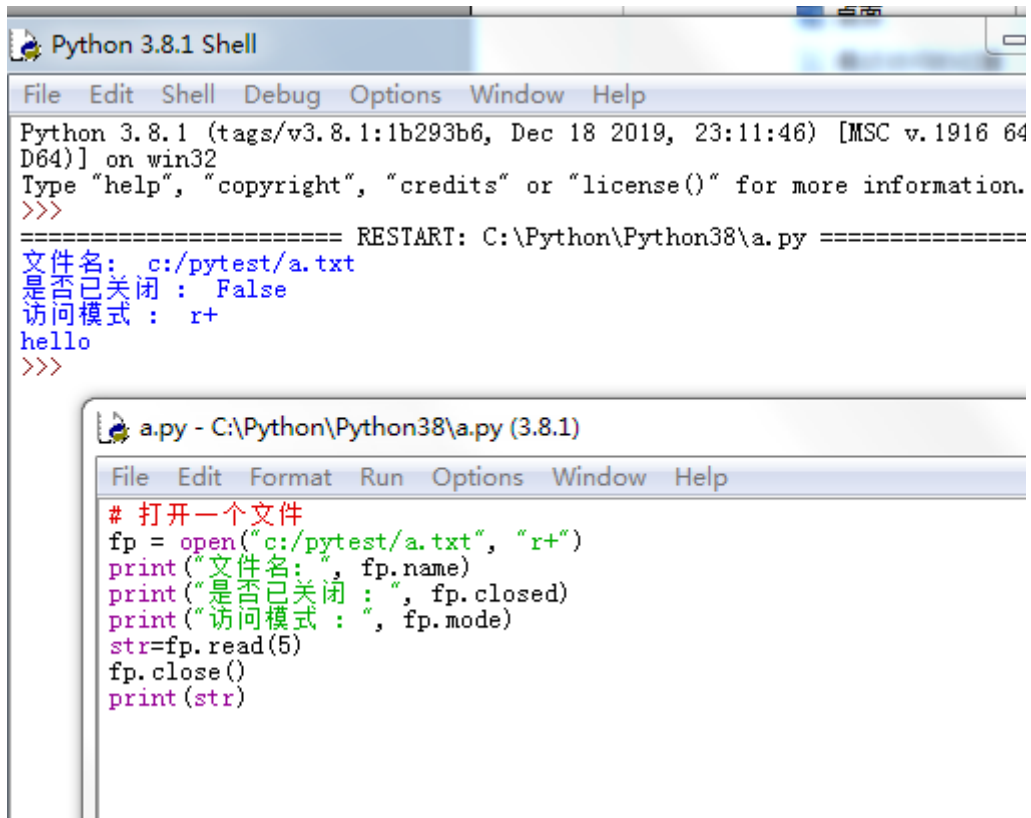 桌面
Python 3.8.1 Shell
File Edit Shell Debug Options Window Help
Python 3.8.1 (tags/v3.8.1:1b293b6, Dec 18 2019, 23:11:46) [MSC v.1916 64
D64)] on win32
Type "help", "copyright", "credits" or "license()" for more information.
>>>
======================= RESTART: C:\Python\Python38\a.py ===============
文件名:  c:/pytest/a.txt
是否已关闭 :  False
访问模式 :  r+
hello
>>>
a.py - C:\Python\Python38\a.py (3.8.1)
File Edit Format Run Options Window Help
# 打开一个文件
fp = open("c:/pytest/a.txt", "r+")
print("文件名: ", fp.name)
print("是否已关闭 : ", fp.closed)
print("访问模式 : ", fp.mode)
str=fp.read(5)
fp.close()
print(str)